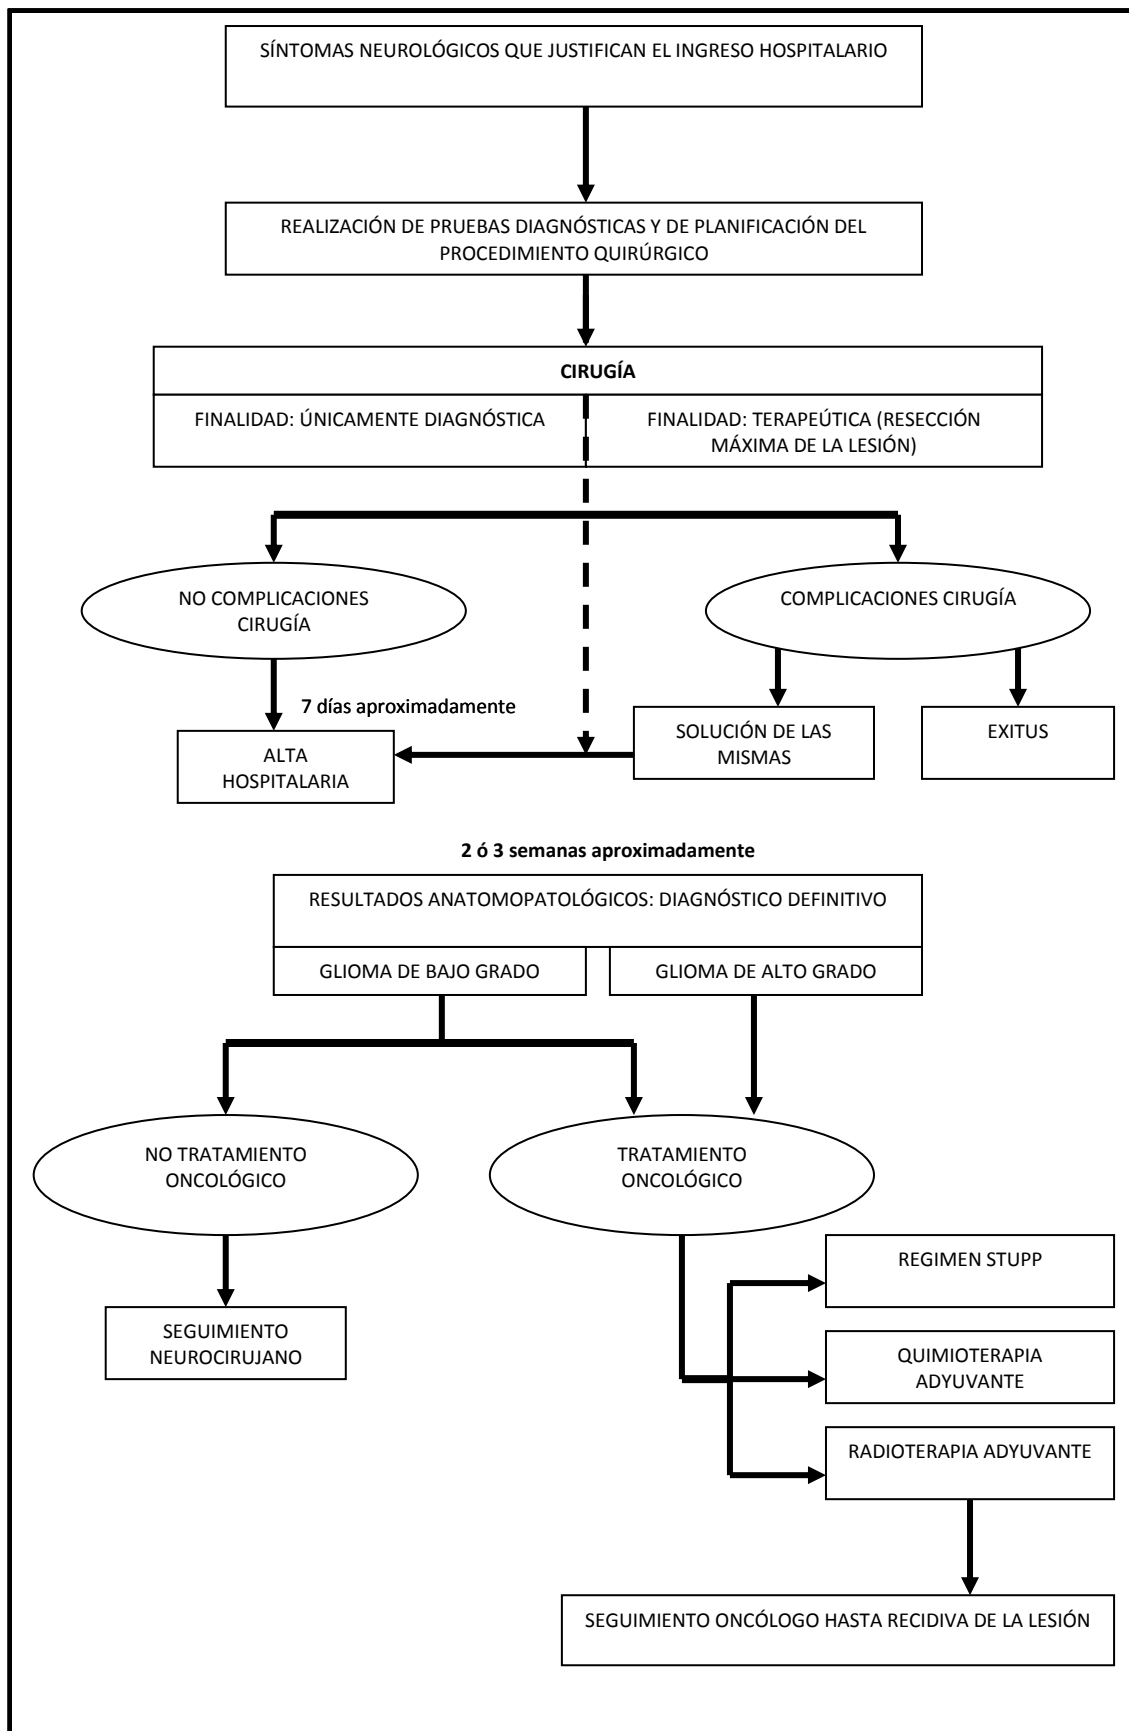 SÍNTOMAS NEUROLÓGICOS QUE JUSTIFICAN EL INGRESO HOSPITALARIO
REALIZACIÓN DE PRUEBAS DIAGNÓSTICAS Y DE PLANIFICACIÓN DEL
PROCEDIMIENTO QUIRÚRGICO
CIRUGÍA
FINALIDAD: ÚNICAMENTE DIAGNÓSTICA
FINALIDAD: TERAPEÚTICA (RESECCIÓN
MÁXIMA DE LA LESIÓN)
NO COMPLICACIONES
CIRUGÍA
COMPLICACIONES CIRUGÍA
7 días aproximadamente
ALTA
HOSPITALARIA
SOLUCIÓN DE LAS
MISMAS
EXITUS
2 ó 3 semanas aproximadamente
RESULTADOS ANATOMOPATOLÓGICOS: DIAGNÓSTICO DEFINITIVO
GLIOMA DE BAJO GRADO
GLIOMA DE ALTO GRADO
NO TRATAMIENTO
ONCOLÓGICO
TRATAMIENTO
ONCOLÓGICO
SEGUIMIENTO
NEUROCIRUJANO
REGIMEN STUPP
QUIMIOTERAPIA
ADYUVANTE
RADIOTERAPIA ADYUVANTE
SEGUIMIENTO ONCÓLOGO HASTA RECIDIVA DE LA LESIÓN